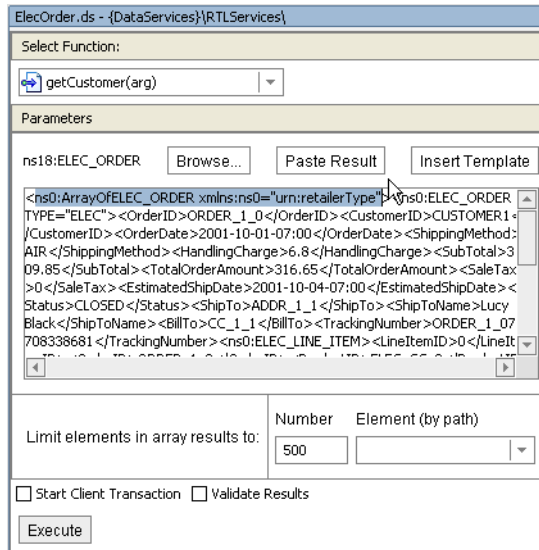 ElecOrder.ds - {DataServices}\RTLServices\
Select Function:
getCustomer(arg)
Parameters
ns18:ELEC_ORDER Browse... Paste Result Insert Template
<ns0:ArrayOfELEC_ORDER xmlns:ns0="urn:retailerType"><ns0:ELEC_ORDER
TYPE="ELEC"><OrderID>ORDER_1_0</OrderID><CustomerID>CUSTOMER1<
/CustomerID><OrderDate>2001-10-01-07:00</OrderDate><ShippingMethod>
AIR</ShippingMethod><HandlingCharge>6.8</HandlingCharge><SubTotal>3
09.85</SubTotal><TotalOrderAmount>316.65</TotalOrderAmount><SaleTax
>0</SaleTax><EstimatedShipDate>2001-10-04-07:00</EstimatedShipDate><
Status>CLOSED</Status><ShipTo>ADDR_1_1</ShipTo><ShipToName>Lucy
Black</ShipToName><BillTo>CC_1_1</BillTo><TrackingNumber>ORDER_1_07
708338681</TrackingNumber><ns0:ELEC_LINE_ITEM><LineItemID>0</LineIt
Number Element (by path)
Limit elements in array results to: 500
Start Client Transaction Validate Results
Execute